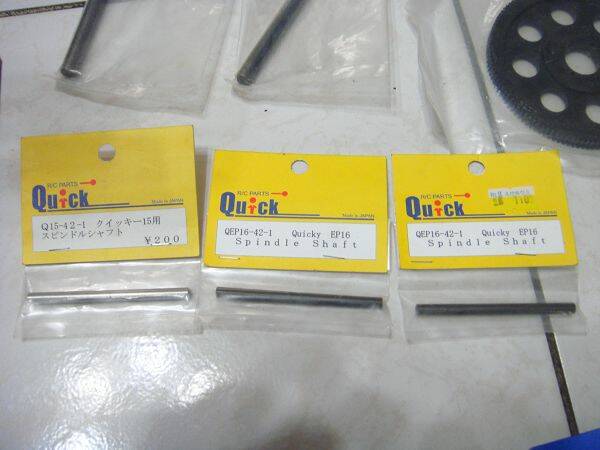 R/C PARTS
Quick
Made in JAPAN
Q15-42-1 クイッキー15用
スピンドルシャフト
¥200
R/C PARTS
Quick
Made in JAPAN
QEP16-42-1 Quicky EP16
Spindle Shaft
R/C PARTS
Quick
Made in JAPAN
QEP16-42-1 Quicky EP16
Spindle Shaft